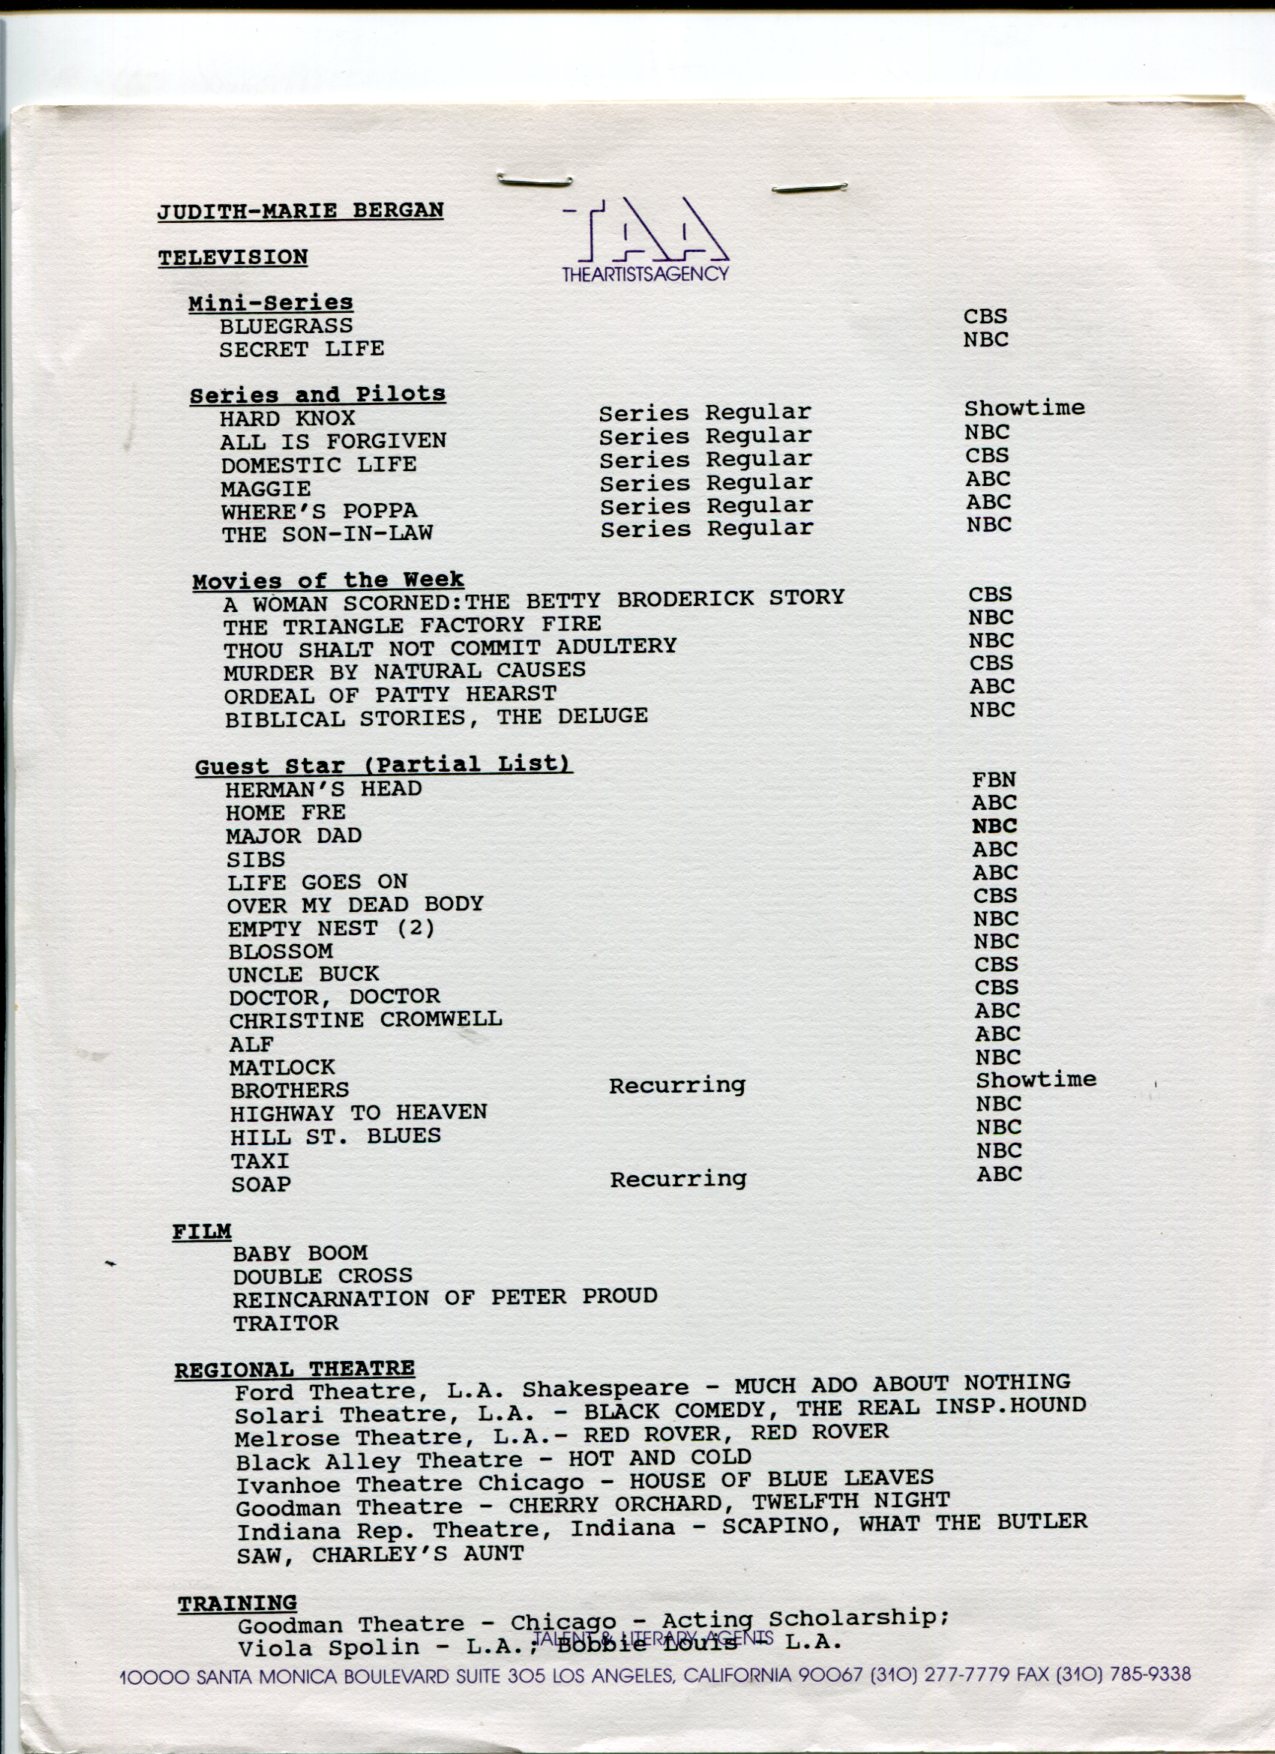 JUDITH-MARIE BERGAN
TAA
THEARTISTSAGENCY
TELEVISION
Mini-Series
BLUEGRASS CBS
SECRET LIFE NBC
Series and Pilots
HARD KNOX Series Regular Showtime
ALL IS FORGIVEN Series Regular NBC
DOMESTIC LIFE Series Regular CBS
MAGGIE Series Regular ABC
WHERE'S POPPA Series Regular ABC
THE SON-IN-LAW Series Regular NBC
Movies of the Week
A WOMAN SCORNED:THE BETTY BRODERICK STORY CBS
THE TRIANGLE FACTORY FIRE NBC
THOU SHALT NOT COMMIT ADULTERY NBC
MURDER BY NATURAL CAUSES CBS
ORDEAL OF PATTY HEARST ABC
BIBLICAL STORIES, THE DELUGE NBC
Guest Star (Partial List)
HERMAN'S HEAD FBN
HOME FRE ABC
MAJOR DAD NBC
SIBS ABC
LIFE GOES ON ABC
OVER MY DEAD BODY CBS
EMPTY NEST (2) NBC
BLOSSOM NBC
UNCLE BUCK CBS
DOCTOR, DOCTOR CBS
CHRISTINE CROMWELL ABC
ALF ABC
MATLOCK NBC
BROTHERS Recurring Showtime
HIGHWAY TO HEAVEN NBC
HILL ST. BLUES NBC
TAXI NBC
SOAP Recurring ABC
FILM
BABY BOOM
DOUBLE CROSS
REINCARNATION OF PETER PROUD
TRAITOR
REGIONAL THEATRE
Ford Theatre, L.A. Shakespeare - MUCH ADO ABOUT NOTHING
Solari Theatre, L.A. - BLACK COMEDY, THE REAL INSP.HOUND
Melrose Theatre, L.A.- RED ROVER, RED ROVER
Black Alley Theatre - HOT AND COLD
Ivanhoe Theatre Chicago - HOUSE OF BLUE LEAVES
Goodman Theatre - CHERRY ORCHARD, TWELFTH NIGHT
Indiana Rep. Theatre, Indiana - SCAPINO, WHAT THE BUTLER
SAW, CHARLEY'S AUNT
TRAINING
Goodman Theatre - Chicago - Acting Scholarship;
Viola Spolin - L.A.; Bobbie Louis - L.A.
TALENT & LITERARY AGENTS
10000 SANTA MONICA BOULEVARD SUITE 305 LOS ANGELES, CALIFORNIA 90067 (310) 277-7779 FAX (310) 785-9338